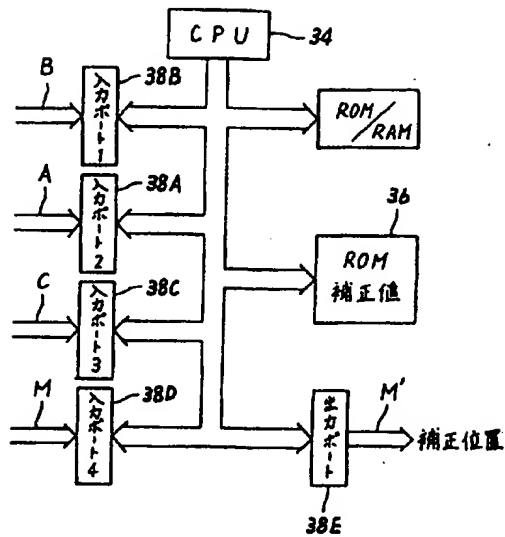 CPU
34
B
38B
入力ポート1
ROM/RAM
A
38A
入力ポート2
36
ROM
補正値
C
38C
入力ポート3
M
38D
入力ポート4
出力ポート
M'
補正位置
38E